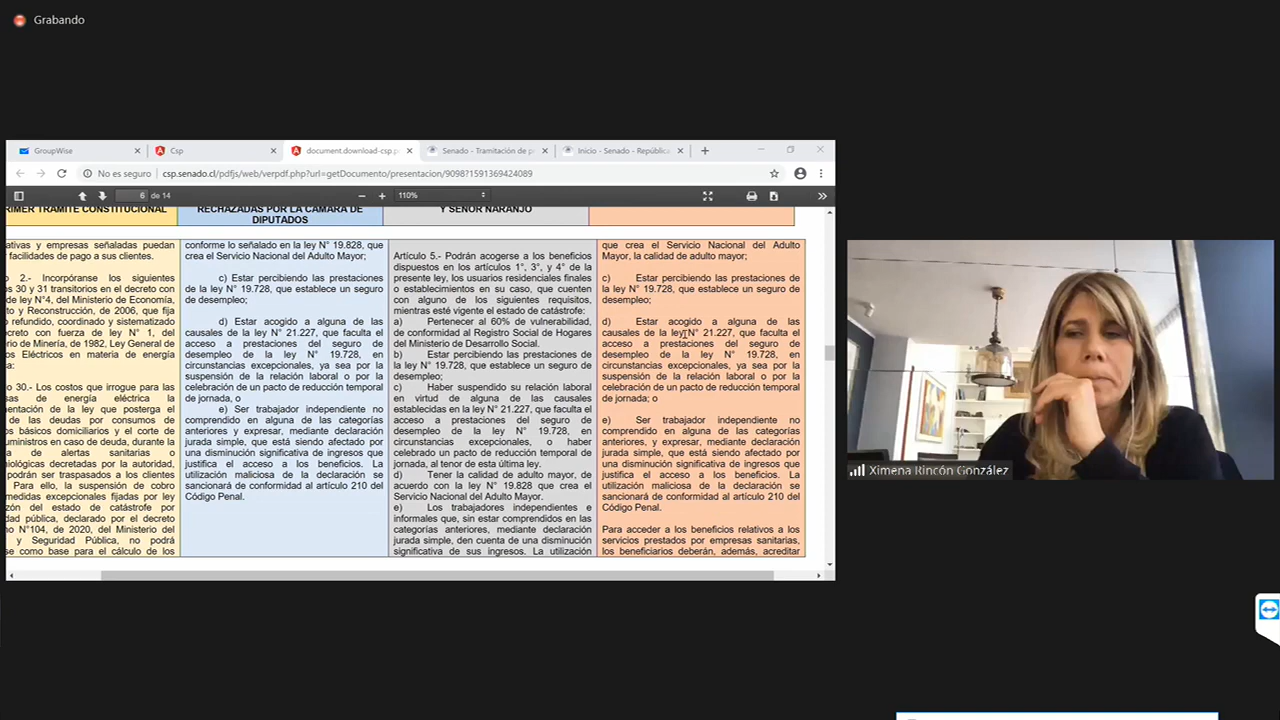 Grabando
GroupWise
Csp
document.download-csp.p
Senado - Tramitación de p
Inicio - Senado - República
No es seguro
csp.senado.cl/pdfjs/web/verpdf.php?url=getDocumento/presentacion/9098?1591369424089
6 de 14
110%
RIMER TRAMITE CONSTITUCIONAL
ativas y empresas señaladas puedan
facilidades de pago a sus clientes.
o 2.- Incorpóranse los siguientes
os 30 y 31 transitorios en el decreto con
de ley N°4, del Ministerio de Economía,
to y Reconstrucción, de 2006, que fija
o refundido, coordinado y sistematizado
creto con fuerza de ley N° 1, del
erio de Minería, de 1982, Ley General de
os Eléctricos en materia de energía
ca:
o 30.- Los costos que irrogue para las
sas de energía eléctrica la
mentación de la ley que posterga el
de las deudas por consumos de
os básicos domiciliarios y el corte de
uministros en caso de deuda, durante la
a de alertas sanitarias o
iológicas decretadas por la autoridad,
podrán ser traspasados a los clientes
Para ello, la suspensión de cobro
medidas excepcionales fijadas por ley
zón del estado de catástrofe por
dad pública, declarado por el decreto
o N°104, de 2020, del Ministerio del
y Seguridad Pública, no podrá
se como base para el cálculo de los
RECHAZADAS POR LA CÁMARA DE
DIPUTADOS
conforme lo señalado en la ley N° 19.828, que
crea el Servicio Nacional del Adulto Mayor;
c) Estar percibiendo las prestaciones
de la ley N° 19.728, que establece un seguro
de desempleo;
d) Estar acogido a alguna de las
causales de la ley N° 21.227, que faculta el
acceso a prestaciones del seguro de
desempleo de la ley N° 19.728, en
circunstancias excepcionales, ya sea por la
suspensión de la relación laboral o por la
celebración de un pacto de reducción temporal
de jornada, o
e) Ser trabajador independiente no
comprendido en alguna de las categorías
anteriores y expresar, mediante declaración
jurada simple, que está siendo afectado por
una disminución significativa de ingresos que
justifica el acceso a los beneficios. La
utilización maliciosa de la declaración se
sancionará de conformidad al artículo 210 del
Código Penal.
Y SEÑOR NARANJO
Artículo 5.- Podrán acogerse a los beneficios
dispuestos en los artículos 1°, 3°, y 4° de la
presente ley, los usuarios residenciales finales
o establecimientos en su caso, que cuenten
con alguno de los siguientes requisitos,
mientras esté vigente el estado de catástrofe:
a) Pertenecer al 60% de vulnerabilidad,
de conformidad al Registro Social de Hogares
del Ministerio de Desarrollo Social.
b) Estar percibiendo las prestaciones de
la ley N° 19.728, que establece un seguro de
desempleo;
c) Haber suspendido su relación laboral
en virtud de alguna de las causales
establecidas en la ley N° 21.227, que faculta el
acceso a prestaciones del seguro de
desempleo de la ley N° 19.728, en
circunstancias excepcionales, o haber
celebrado un pacto de reducción temporal de
jornada, al tenor de esta última ley.
d) Tener la calidad de adulto mayor, de
acuerdo con la ley N° 19.828 que crea el
Servicio Nacional del Adulto Mayor.
e) Los trabajadores independientes e
informales que, sin estar comprendidos en las
categorías anteriores, mediante declaración
jurada simple, den cuenta de una disminución
significativa de sus ingresos. La utilización
que crea el Servicio Nacional del Adulto
Mayor, la calidad de adulto mayor;
c) Estar percibiendo las prestaciones de
la ley N° 19.728, que establece un seguro de
desempleo;
d) Estar acogido a alguna de las
causales de la ley N° 21.227, que faculta el
acceso a prestaciones del seguro de
desempleo de la ley N° 19.728, en
circunstancias excepcionales, ya sea por la
suspensión de la relación laboral o por la
celebración de un pacto de reducción temporal
de jornada; o
e) Ser trabajador independiente no
comprendido en alguna de las categorías
anteriores, y expresar, mediante declaración
jurada simple, que está siendo afectado por
una disminución significativa de ingresos que
justifica el acceso a los beneficios. La
utilización maliciosa de la declaración se
sancionará de conformidad al artículo 210 del
Código Penal.
Para acceder a los beneficios relativos a los
servicios prestados por empresas sanitarias,
los beneficiarios deberán, además, acreditar
Ximena Rincón González